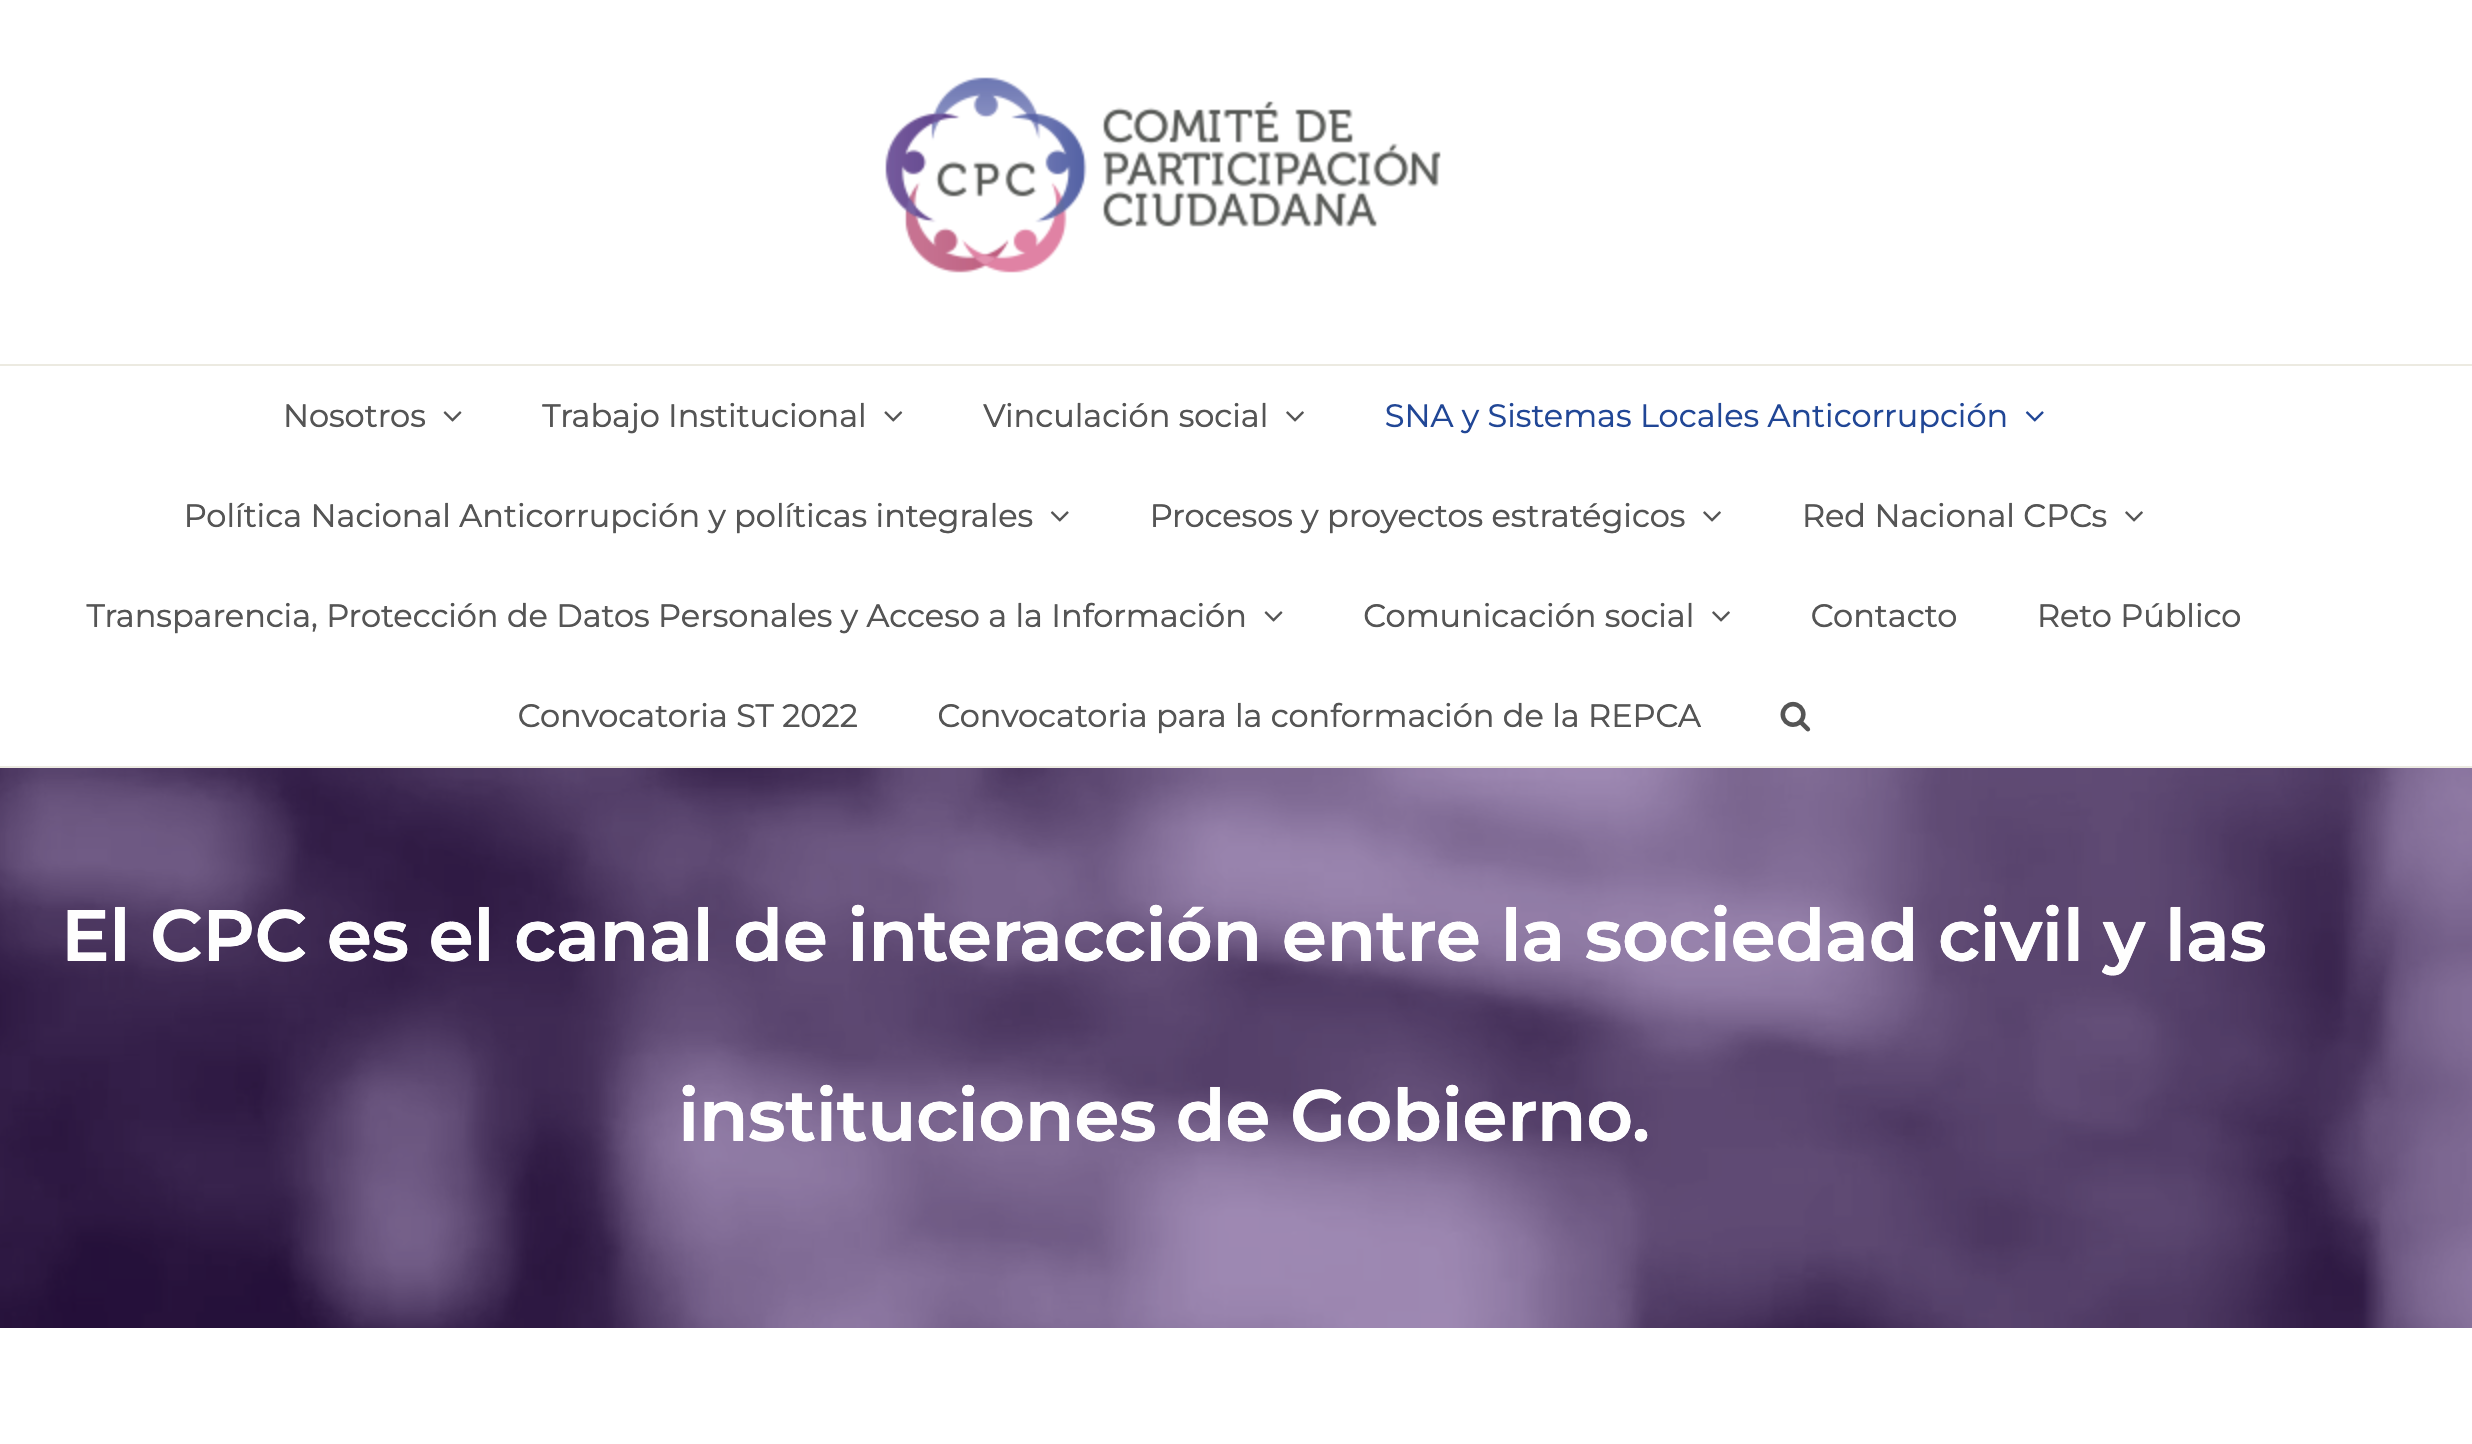 CPC
COMITÉ DE
PARTICIPACIÓN
CIUDADANA
Nosotros Trabajo Institucional Vinculación social SNA y Sistemas Locales Anticorrupción
Política Nacional Anticorrupción y políticas integrales Procesos y proyectos estratégicos Red Nacional CPCs
Transparencia, Protección de Datos Personales y Acceso a la Información Comunicación social Contacto Reto Público
Convocatoria ST 2022 Convocatoria para la conformación de la REPCA
El CPC es el canal de interacción entre la sociedad civil y las
instituciones de Gobierno.